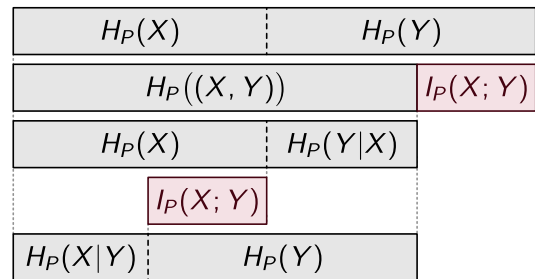 H_P(X) H_P(Y)
H_P((X, Y)) I_P(X; Y)
H_P(X) H_P(Y|X)
I_P(X; Y)
H_P(X|Y) H_P(Y)